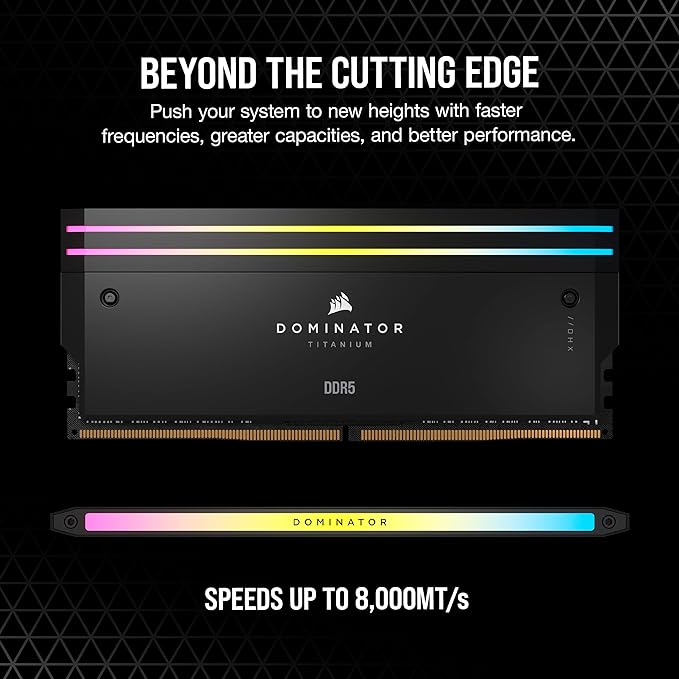 BEYOND THE CUTTING EDGE
Push your system to new heights with faster
frequencies, greater capacities, and better performance.
DOMINATOR
TITANIUM
//DHX
DDR5
DOMINATOR
SPEEDS UP TO 8,000MT/s